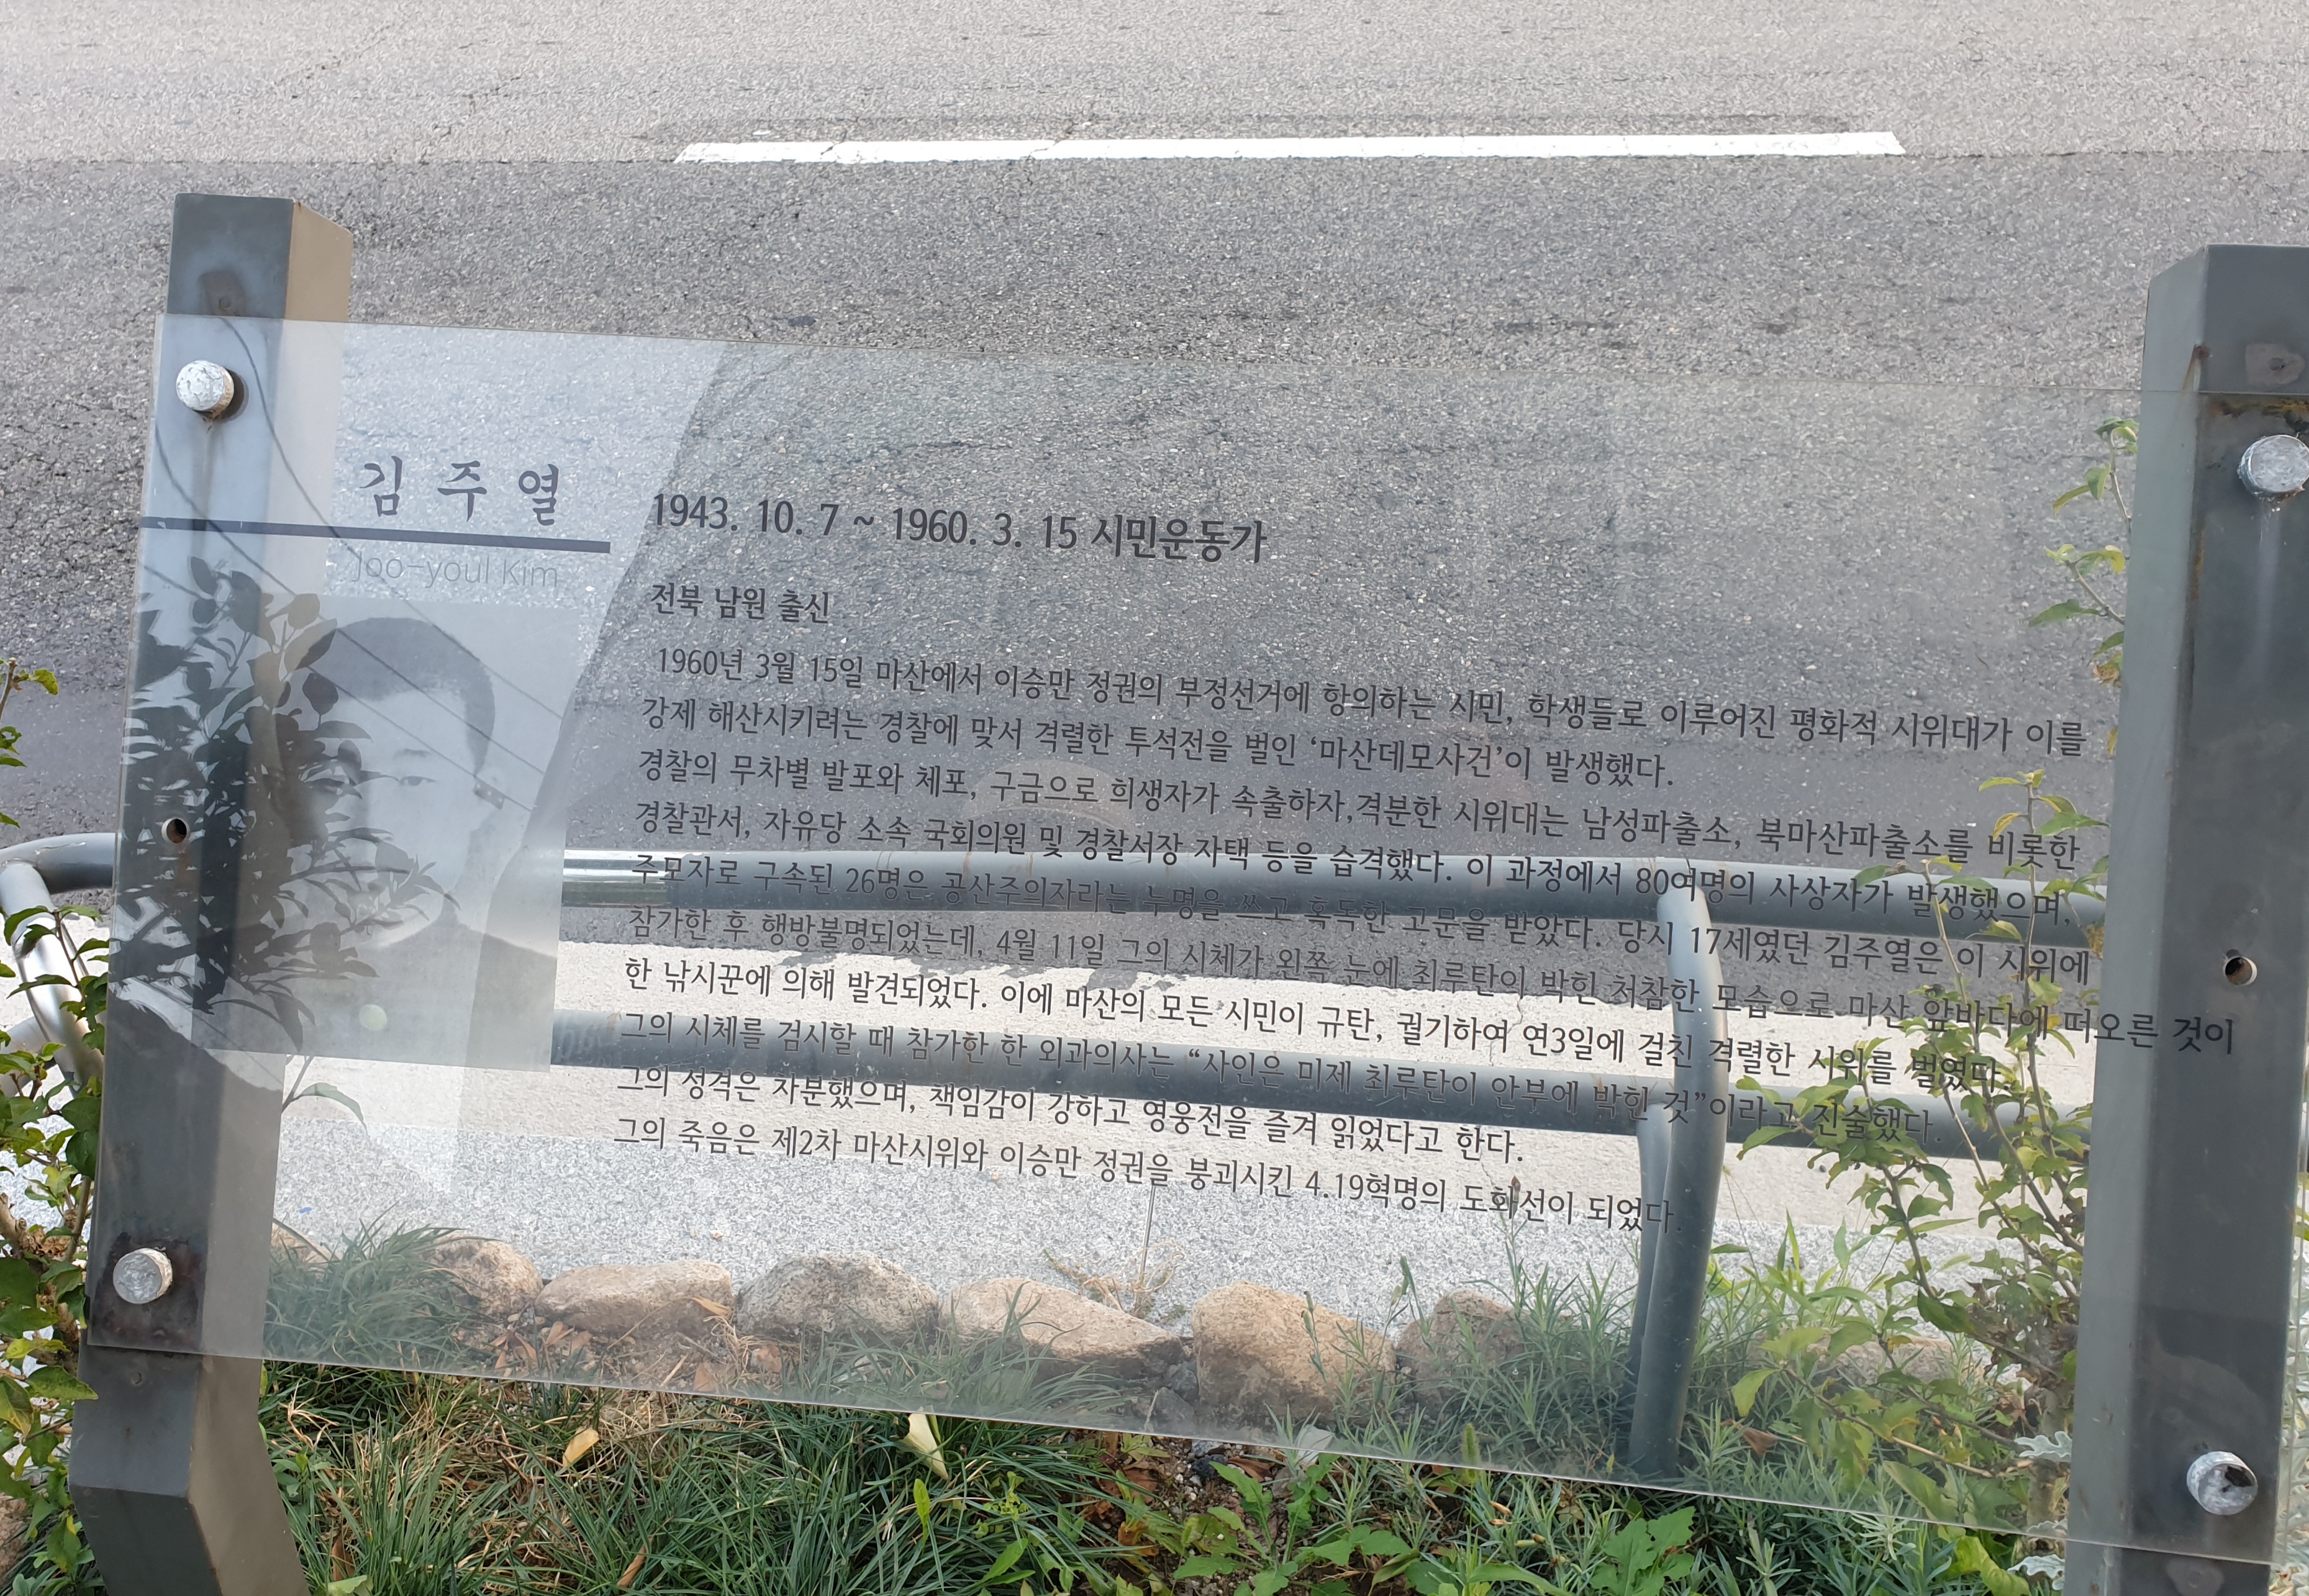 김 주 열
Joo-youl Kim
1943. 10. 7 ~ 1960. 3. 15 시민운동가
전북 남원 출신
1960년 3월 15일 마산에서 이승만 정권의 부정선거에 항의하는 시민, 학생들로 이루어진 평화적 시위대가 이를
강제 해산시키려는 경찰에 맞서 격렬한 투석전을 벌인 ‘마산데모사건’이 발생했다.
경찰의 무차별 발포와 체포, 구금으로 희생자가 속출하자,격분한 시위대는 남성파출소, 북마산파출소를 비롯한
경찰관서, 자유당 소속 국회의원 및 경찰서장 자택 등을 습격했다. 이 과정에서 80여명의 사상자가 발생했으며,
주모자로 구속된 26명은 공산주의자라는 누명을 쓰고 혹독한 고문을 받았다. 당시 17세였던 김주열은 이 시위에
참가한 후 행방불명되었는데, 4월 11일 그의 시체가 왼쪽 눈에 최루탄이 박힌 처참한 모습으로 마산 앞바다에 떠오른 것이
한 낚시꾼에 의해 발견되었다. 이에 마산의 모든 시민이 규탄, 궐기하여 연3일에 걸친 격렬한 시위를 벌였다.
그의 시체를 검시할 때 참가한 한 외과의사는 “사인은 미제 최루탄이 안부에 박힌 것”이라고 진술했다.
그의 성격은 차분했으며, 책임감이 강하고 영웅전을 즐겨 읽었다고 한다.
그의 죽음은 제2차 마산시위와 이승만 정권을 붕괴시킨 4.19혁명의 도화선이 되었다.